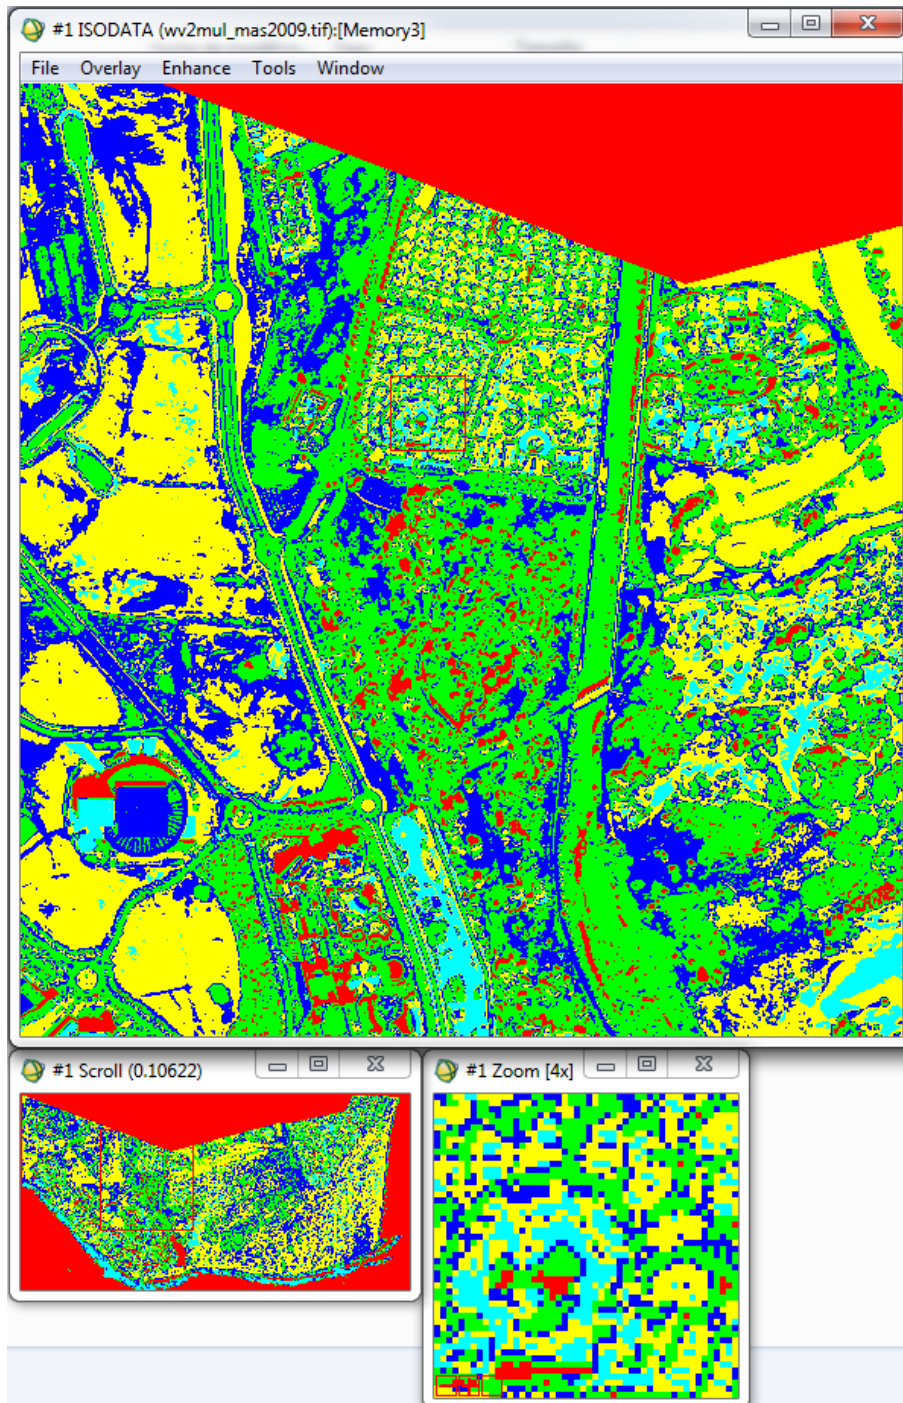 #1 ISODATA (wv2mul_mas2009.tif):[Memory3]
File Overlay Enhance Tools Window
#1 Scroll (0.10622)
#1 Zoom [4x]